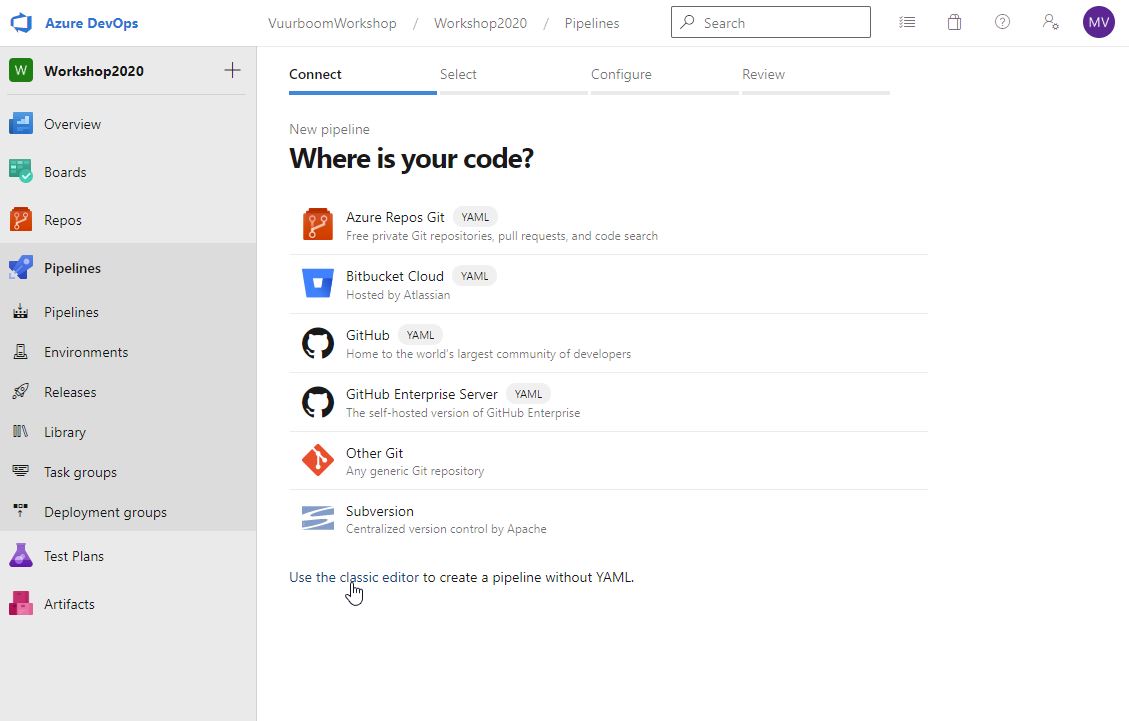 Azure DevOps
VuurboomWorkshop / Workshop2020 / Pipelines
Search
MV
W Workshop2020
Overview
Boards
Repos
Pipelines
Pipelines
Environments
Releases
Library
Task groups
Deployment groups
Test Plans
Artifacts
Connect Select Configure Review
New pipeline
Where is your code?
Azure Repos Git YAML
Free private Git repositories, pull requests, and code search
Bitbucket Cloud YAML
Hosted by Atlassian
GitHub YAML
Home to the world's largest community of developers
GitHub Enterprise Server YAML
The self-hosted version of GitHub Enterprise
Other Git
Any generic Git repository
Subversion
Centralized version control by Apache
Use the classic editor to create a pipeline without YAML.